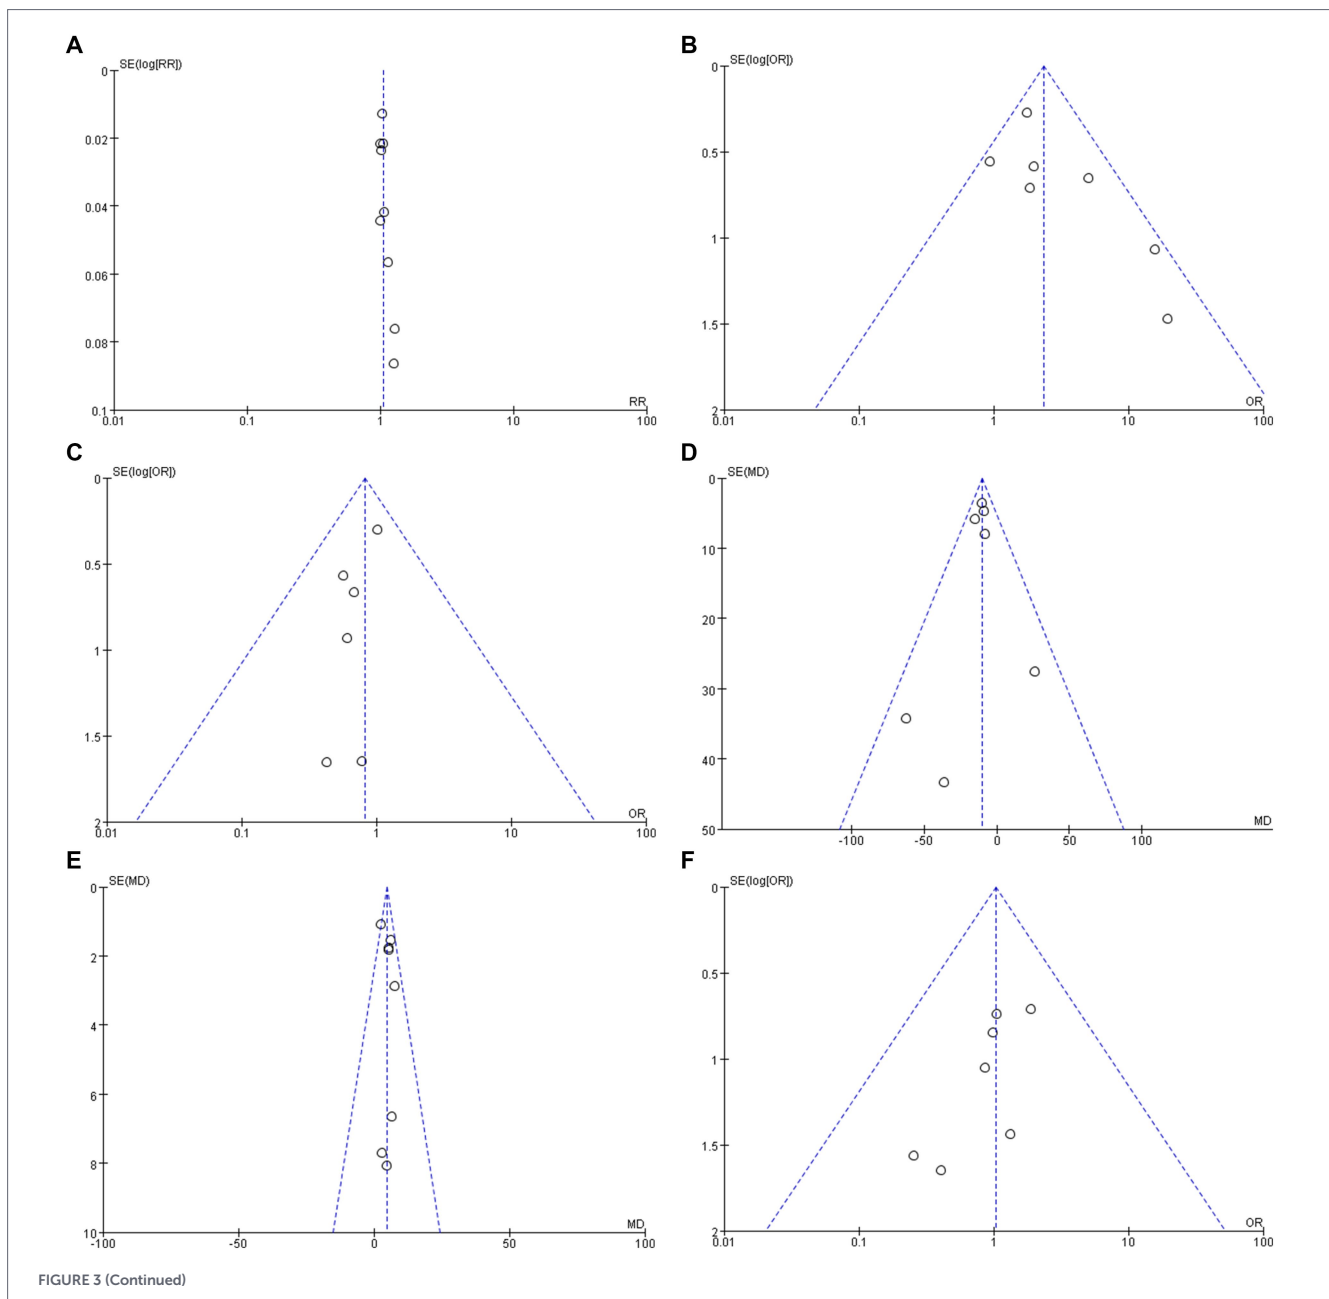 A
SE(log[RR])
0
0.02
0.04
0.06
0.08
0.1
0.01 0.1 1 10 100
RR
B
SE(log[OR])
0
0.5
1
1.5
2
0.01 0.1 1 10 100
OR
C
SE(log[OR])
0
0.5
1
1.5
2
0.01 0.1 1 10 100
OR
D
SE(MD)
0
10
20
30
40
50
-100 -50 0 50 100
MD
E
SE(MD)
0
2
4
6
8
10
-100 -50 0 50 100
MD
F
SE(log[OR])
0
0.5
1
1.5
2
0.01 0.1 1 10 100
OR
FIGURE 3 (Continued)